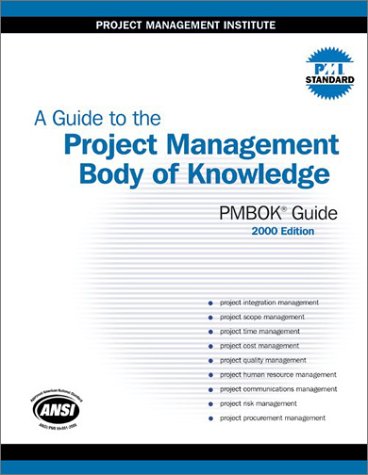 PROJECT MANAGEMENT INSTITUTE
PMI
STANDARD
A Guide to the
Project Management
Body of Knowledge
PMBOK® Guide
2000 Edition
project integration management
project scope management
project time management
project cost management
project quality management
project human resource management
project communications management
project risk management
project procurement management
ANSI